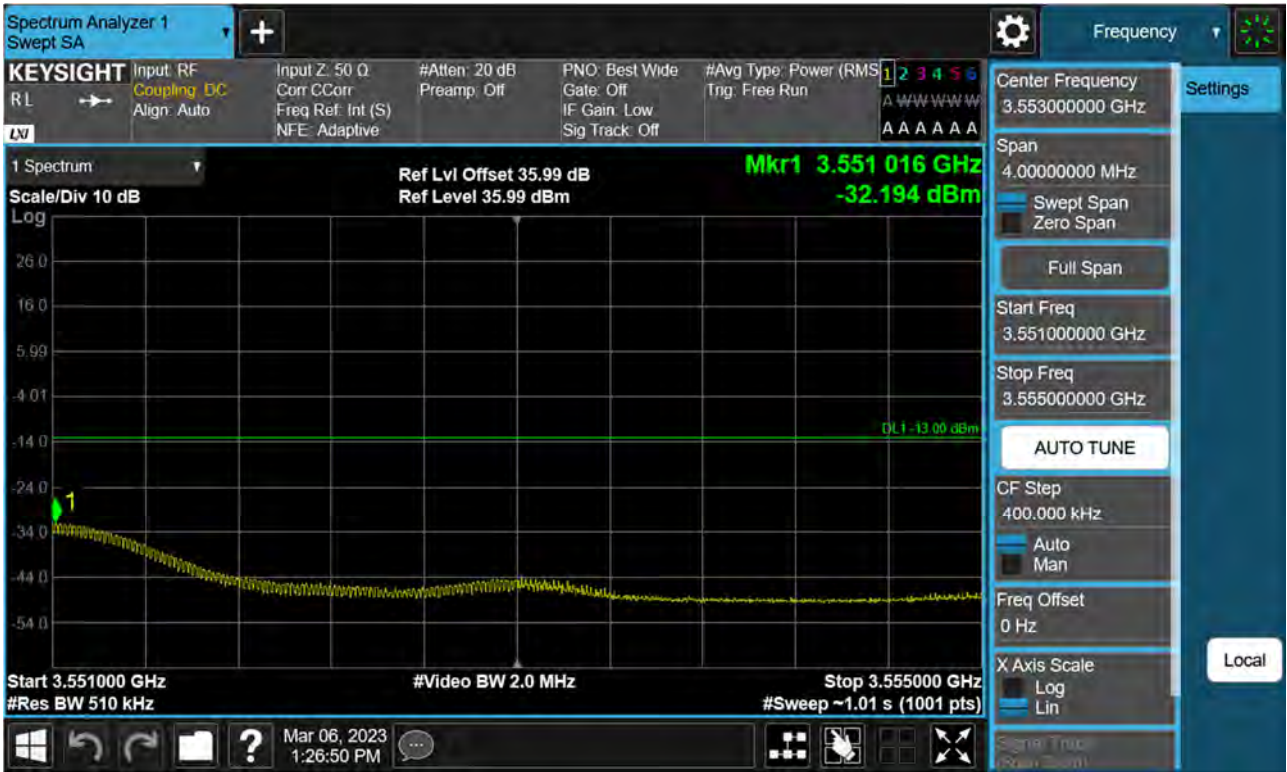 Spectrum Analyzer 1
Swept SA
+
Frequency
KEYSIGHT
RL
LXI
Input: RF
Coupling: DC
Align: Auto
Input Z: 50 Ω
Corr CCorr
Freq Ref: Int (S)
NFE: Adaptive
#Atten: 20 dB
Preamp: Off
PNO: Best Wide
Gate: Off
IF Gain: Low
Sig Track: Off
#Avg Type: Power (RMS
Trig: Free Run
1 2 3 4 5 6
A W W W W W
A A A A A A
1 Spectrum
Scale/Div 10 dB
Ref Lvl Offset 35.99 dB
Ref Level 35.99 dBm
Mkr1 3.551 016 GHz
-32.194 dBm
Log
26.0
16.0
5.99
-4.01
DL1 -13.00 dBm
-14.0
-24.0
1
-34.0
-44.0
-54.0
Start 3.551000 GHz
#Video BW 2.0 MHz
Stop 3.555000 GHz
#Res BW 510 kHz
#Sweep ~1.01 s (1001 pts)
Center Frequency
3.553000000 GHz
Settings
Span
4.00000000 MHz
Swept Span
Zero Span
Full Span
Start Freq
3.551000000 GHz
Stop Freq
3.555000000 GHz
AUTO TUNE
CF Step
400.000 kHz
Auto
Man
Freq Offset
0 Hz
X Axis Scale
Log
Lin
Local
Signal Track
(Span Zoom)
?
Mar 06, 2023
1:26:50 PM